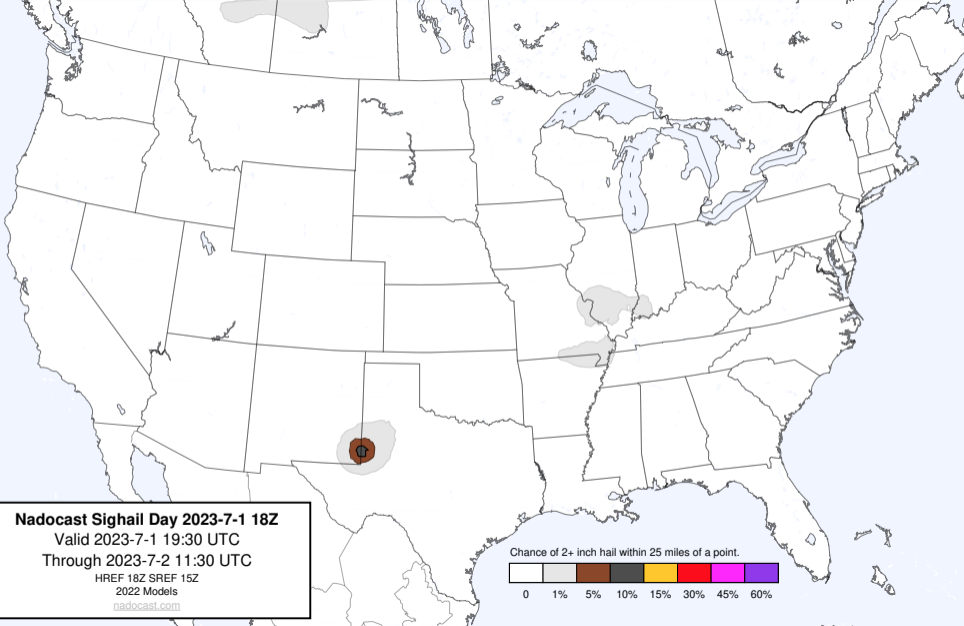 Nadocast Sighail Day 2023-7-1 18Z
Valid 2023-7-1 19:30 UTC
Through 2023-7-2 11:30 UTC
HREF 18Z SREF 15Z
2022 Models
nadocast.com
Chance of 2+ inch hail within 25 miles of a point.
0 1% 5% 10% 15% 30% 45% 60%